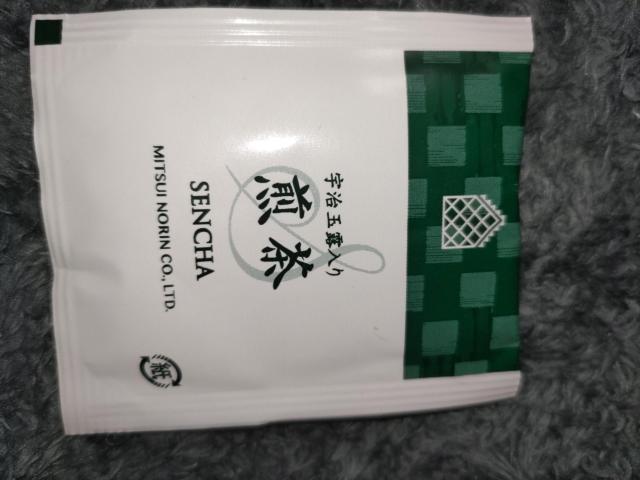 宇治玉露入り
煎茶
SENCHA
MITSUI NORIN CO., LTD.
紙